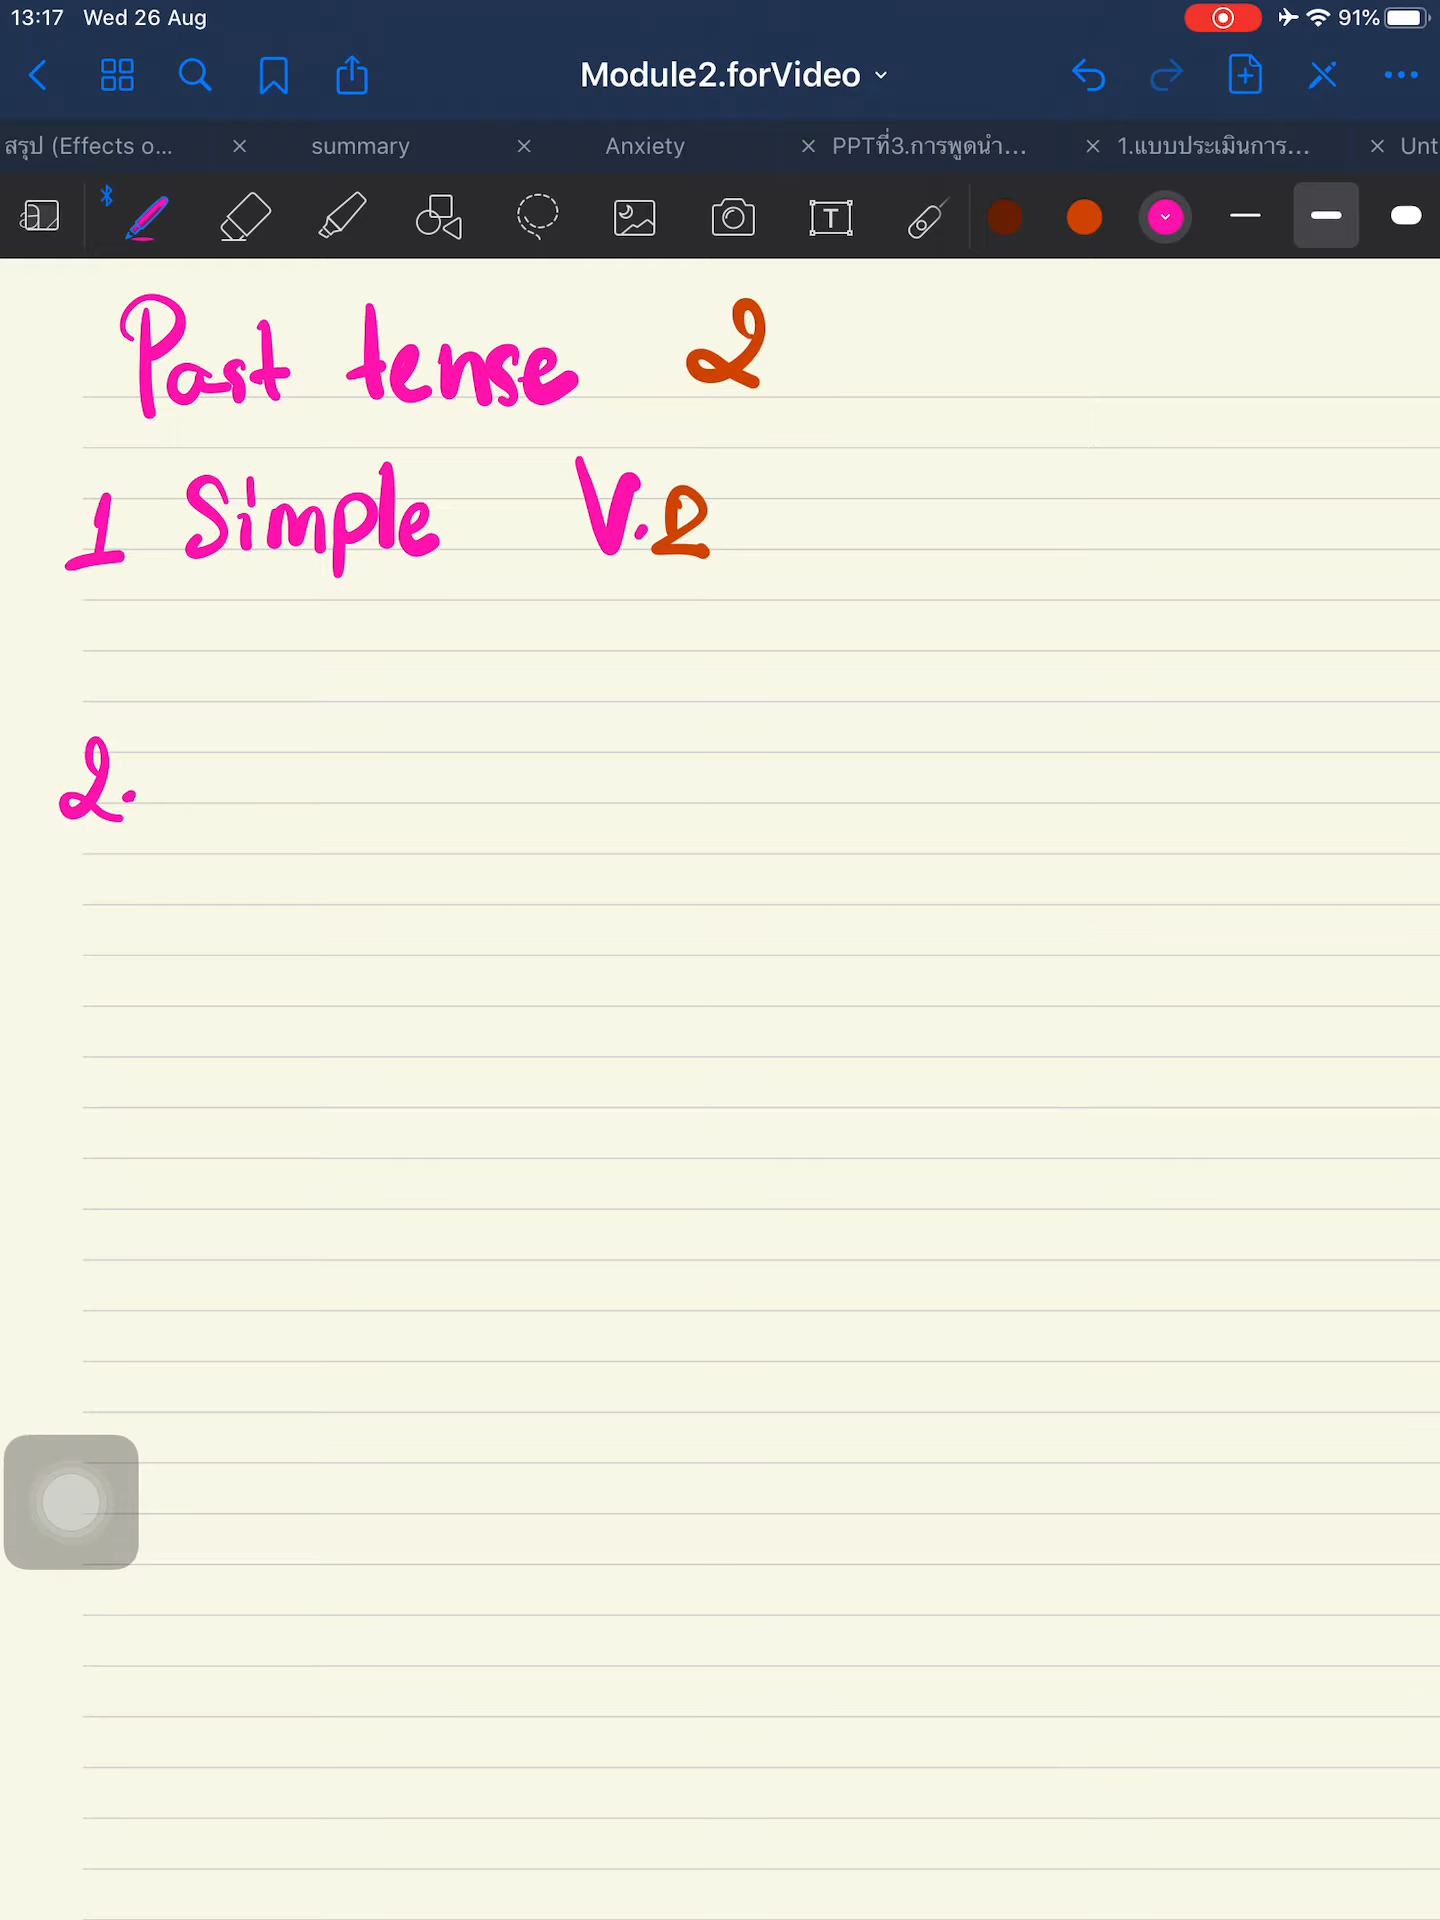 13:17 Wed 26 Aug 91%
Module2.forVideo
สรุป (Effects o... summary Anxiety PPTที่3.การพูดนำ... 1.แบบประเมินการ... Unt
Past tense 2
1 Simple V.2
2.